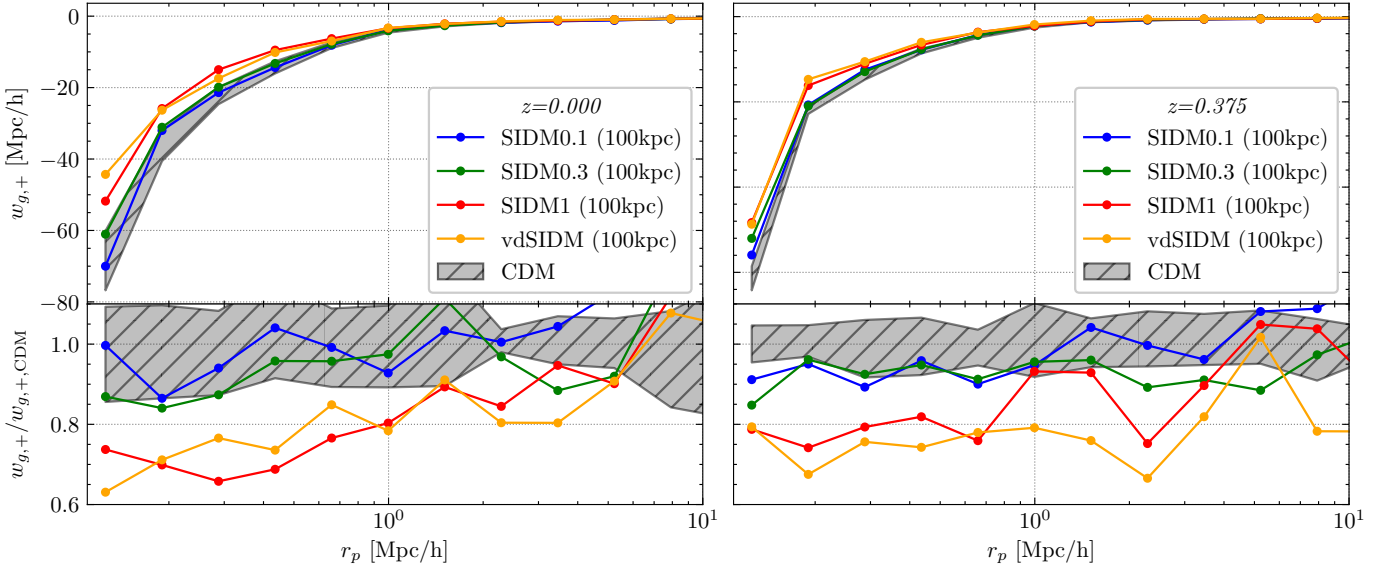 w_{g,+} [Mpc/h]
0
−20
−40
−60
−80
z=0.000
SIDM0.1 (100kpc)
SIDM0.3 (100kpc)
SIDM1 (100kpc)
vdSIDM (100kpc)
CDM
z=0.375
SIDM0.1 (100kpc)
SIDM0.3 (100kpc)
SIDM1 (100kpc)
vdSIDM (100kpc)
CDM
w_{g,+}/w_{g,+,CDM}
1.0
0.8
0.6
10^0
10^1
r_p [Mpc/h]
10^0
10^1
r_p [Mpc/h]